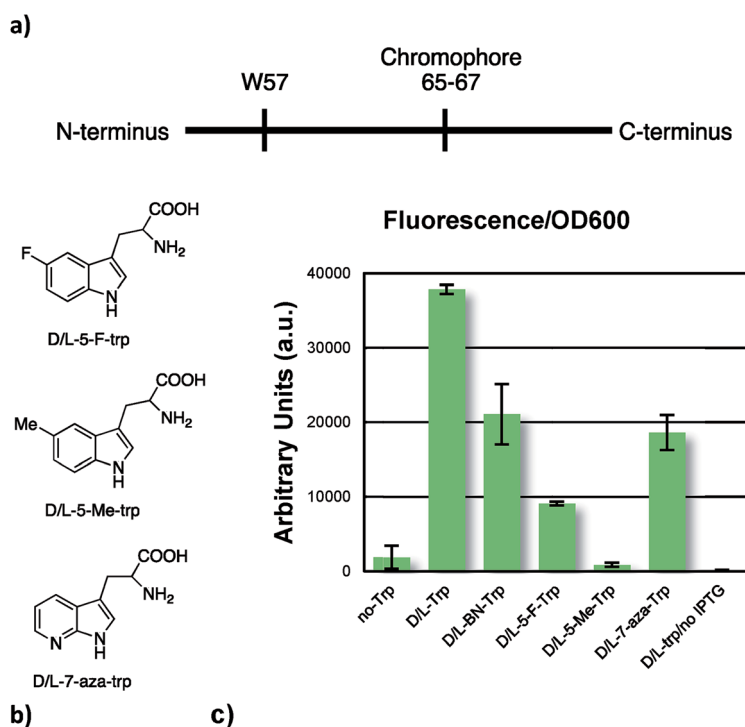 a)
W57
Chromophore
65-67
N-terminus
C-terminus
COOH
NH2
F
N
H
D/L-5-F-trp
COOH
NH2
Me
N
H
D/L-5-Me-trp
COOH
NH2
N
N
H
D/L-7-aza-trp
b)
Fluorescence/OD600
Arbitrary Units (a.u.)
40000
30000
20000
10000
0
no-Trp
D/L-Trp
D/L-BN-Trp
D/L-5-F-Trp
D/L-5-Me-Trp
D/L-7-aza-Trp
D/L-trp/no IPTG
c)